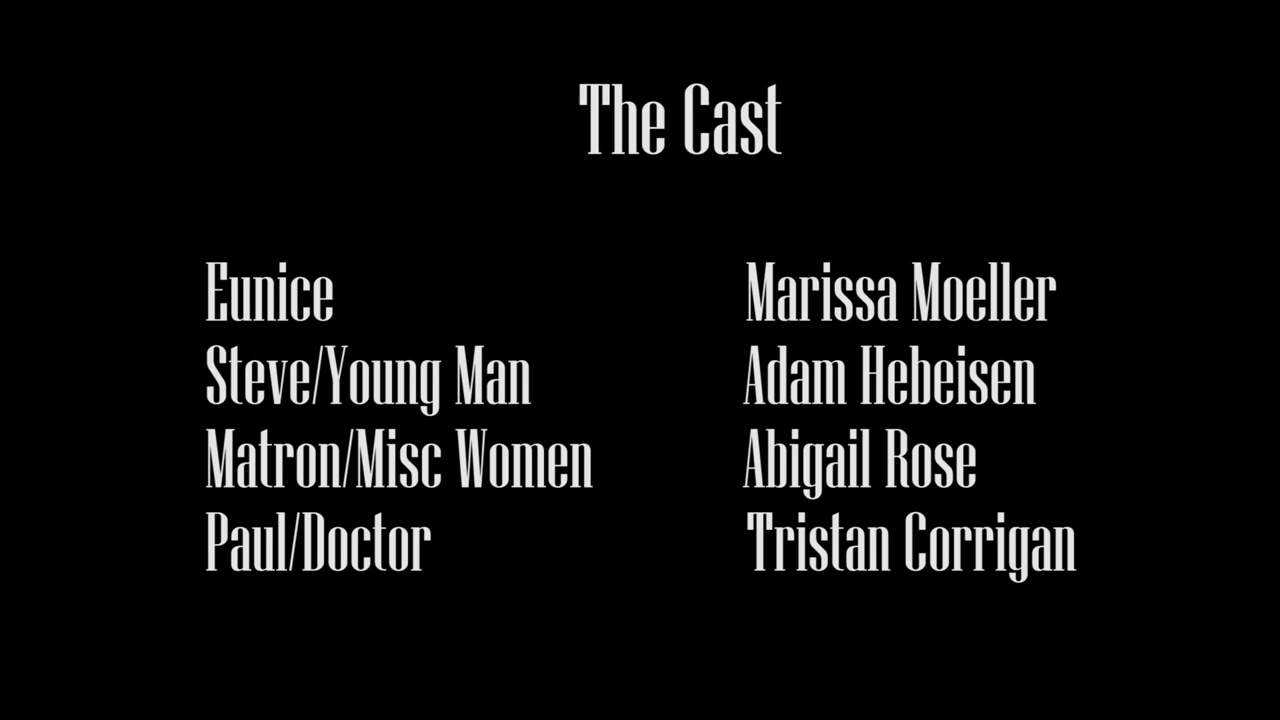 The Cast
Eunice Marissa Moeller
Steve/Young Man Adam Hebeisen
Matron/Misc Women Abigail Rose
Paul/Doctor Tristan Corrigan